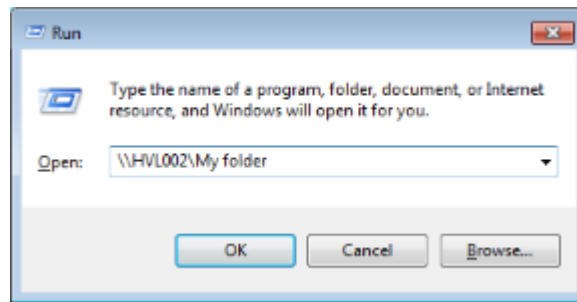 Run
Type the name of a program, folder, document, or Internet
resource, and Windows will open it for you.
Open: \\HVL002\My folder
OK Cancel Browse...